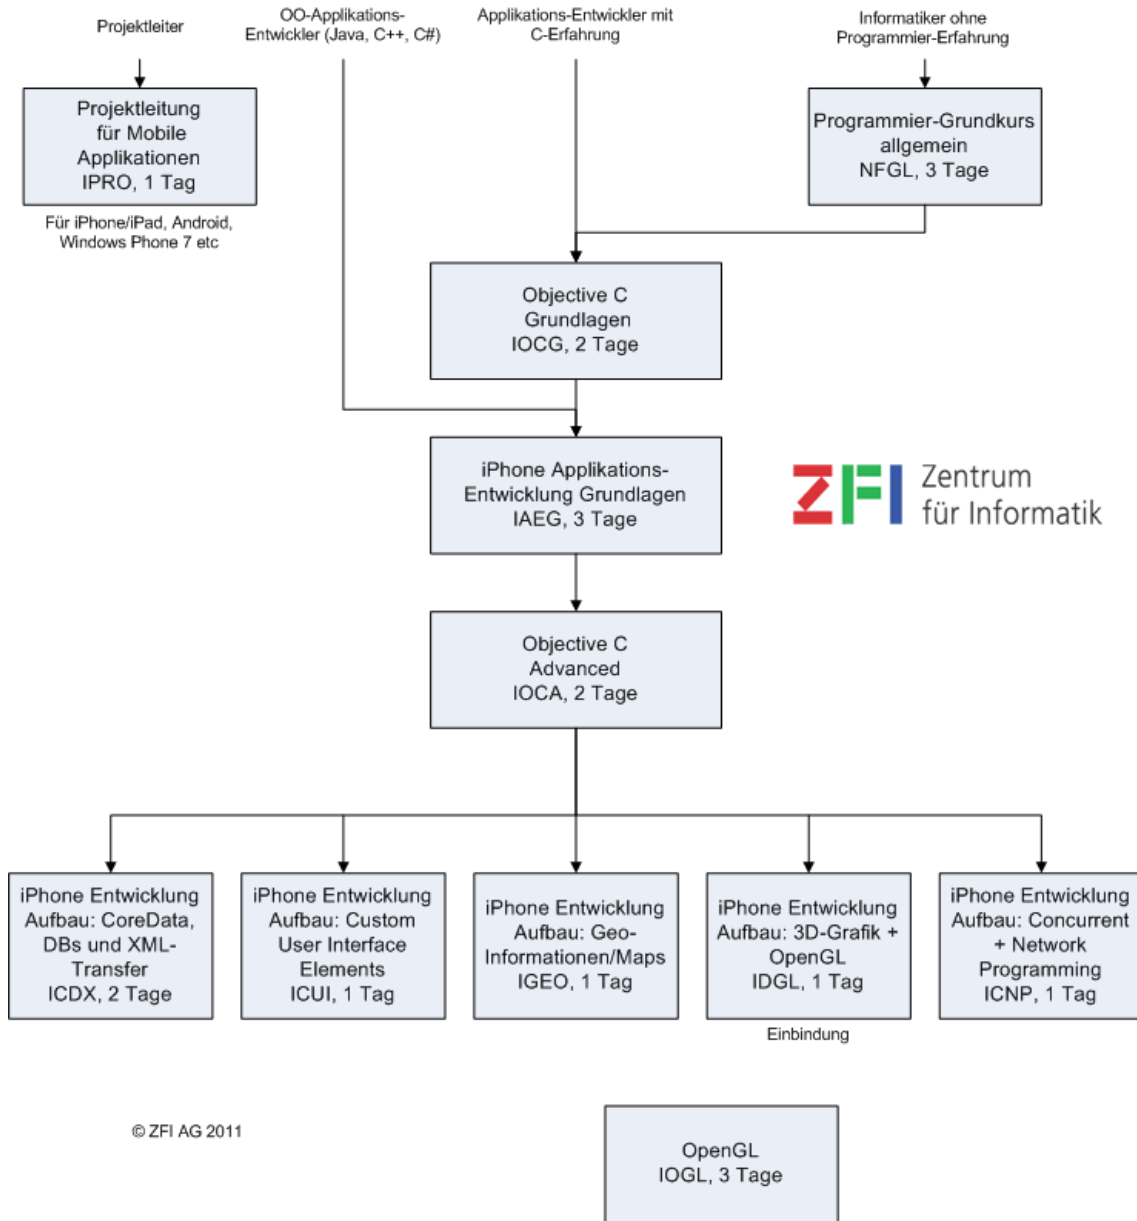 Projektleiter
OO-Applikations-
Entwickler (Java, C++, C#)
Applikations-Entwickler mit
C-Erfahrung
Informatiker ohne
Programmier-Erfahrung
Projektleitung
für Mobile
Applikationen
IPRO, 1 Tag
Für iPhone/iPad, Android,
Windows Phone 7 etc
Programmier-Grundkurs
allgemein
NFGL, 3 Tage
Objective C
Grundlagen
IOCG, 2 Tage
iPhone Applikations-
Entwicklung Grundlagen
IAEG, 3 Tage
ZFI Zentrum
für Informatik
Objective C
Advanced
IOCA, 2 Tage
iPhone Entwicklung
Aufbau: CoreData,
DBs und XML-
Transfer
ICDX, 2 Tage
iPhone Entwicklung
Aufbau: Custom
User Interface
Elements
ICUI, 1 Tag
iPhone Entwicklung
Aufbau: Geo-
Informationen/Maps
IGEO, 1 Tag
iPhone Entwicklung
Aufbau: 3D-Grafik +
OpenGL
IDGL, 1 Tag
Einbindung
iPhone Entwicklung
Aufbau: Concurrent
+ Network
Programming
ICNP, 1 Tag
© ZFI AG 2011
OpenGL
IOGL, 3 Tage